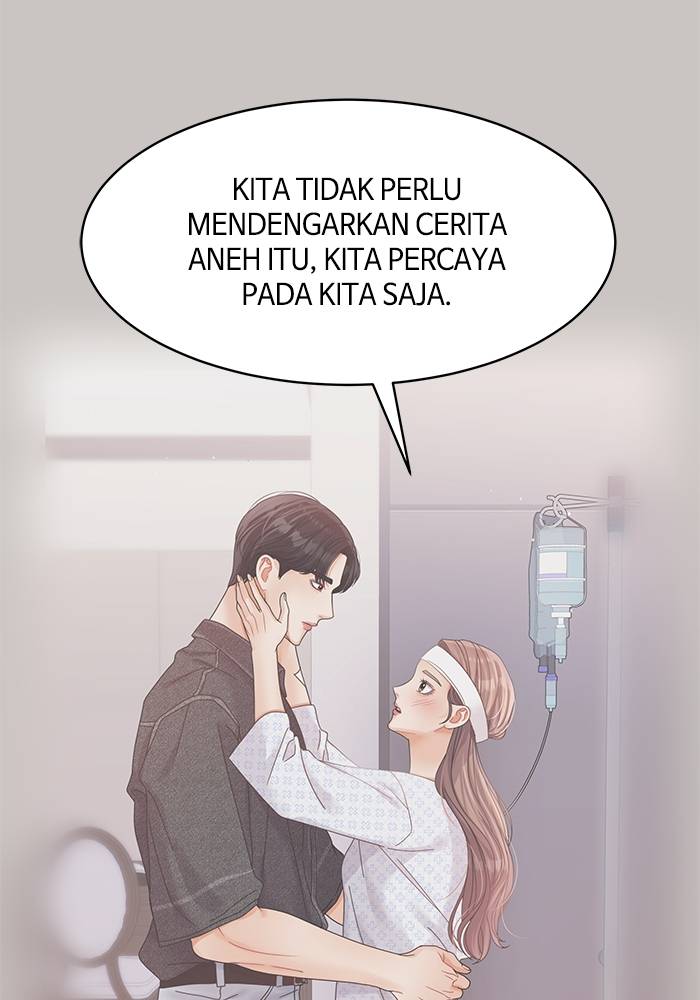 KITA TIDAK PERLU
MENDENGARKAN CERITA
ANEH ITU, KITA PERCAYA
PADA KITA SAJA.